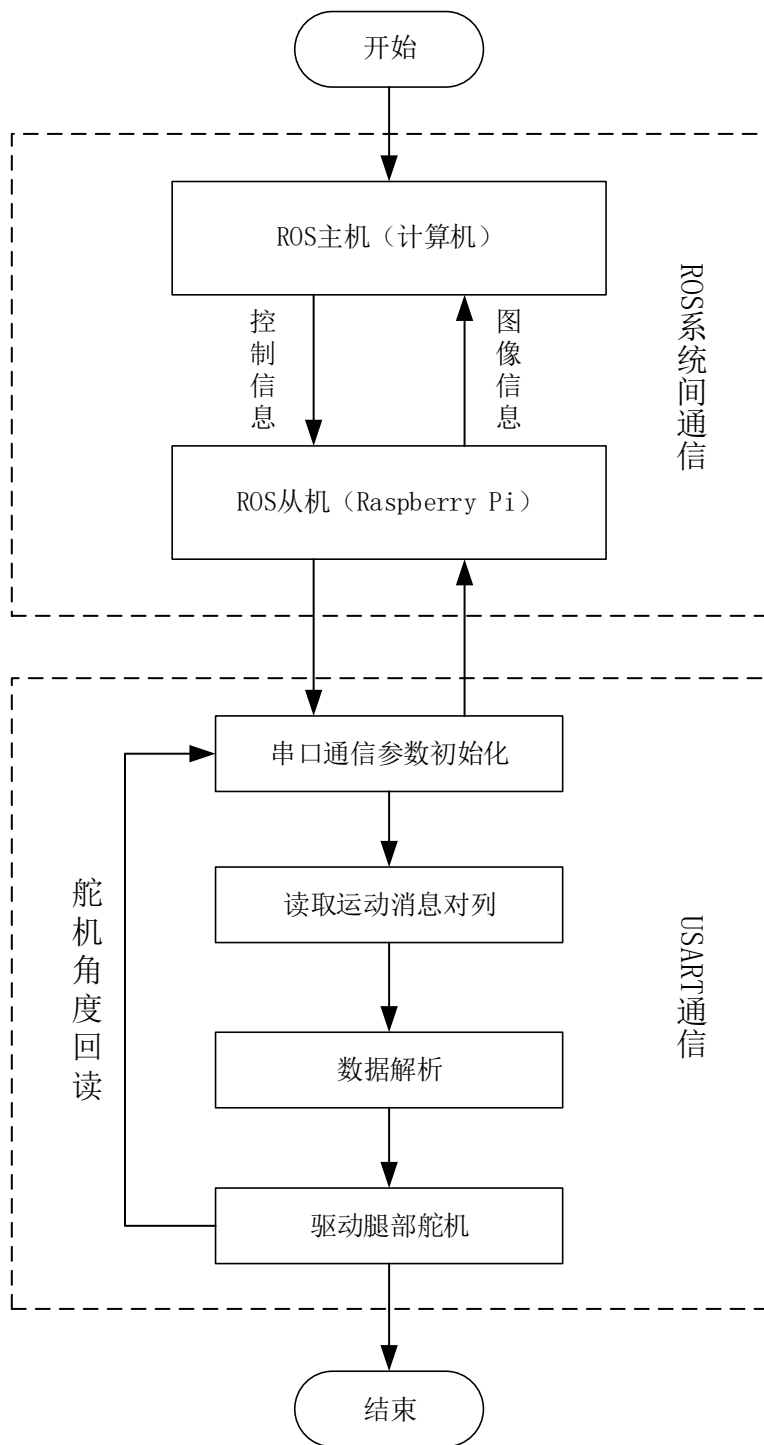 开始
ROS主机（计算机）
控制信息
图像信息
ROS系统间通信
ROS从机（Raspberry Pi）
串口通信参数初始化
读取运动消息对列
舵机角度回读
USART通信
数据解析
驱动腿部舵机
结束